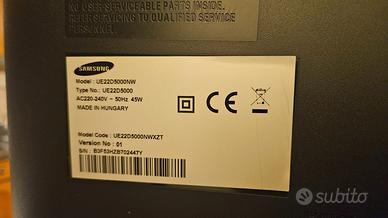 NO USER SERVICEABLE PARTS INSIDE.
REFER SERVICING TO QUALIFIED SERVICE
PERSONNEL.
SAMSUNG
Model : UE22D5000NW
Type No.: UE22D5000
AC220-240V ~ 50Hz 45W
MADE IN HUNGARY
CE
Model Code: UE22D5000NWXZT
Version No : 01
S/N : B3F53HZB702447Y
subito